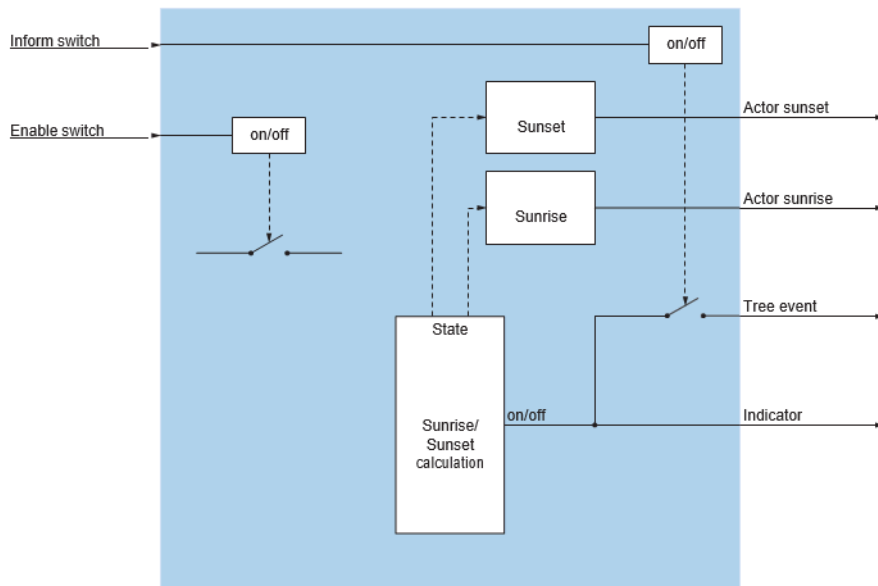 Inform switch
on/off
Actor sunset
Sunset
Enable switch
on/off
Actor sunrise
Sunrise
Tree event
State
on/off
Indicator
Sunrise/
Sunset
calculation